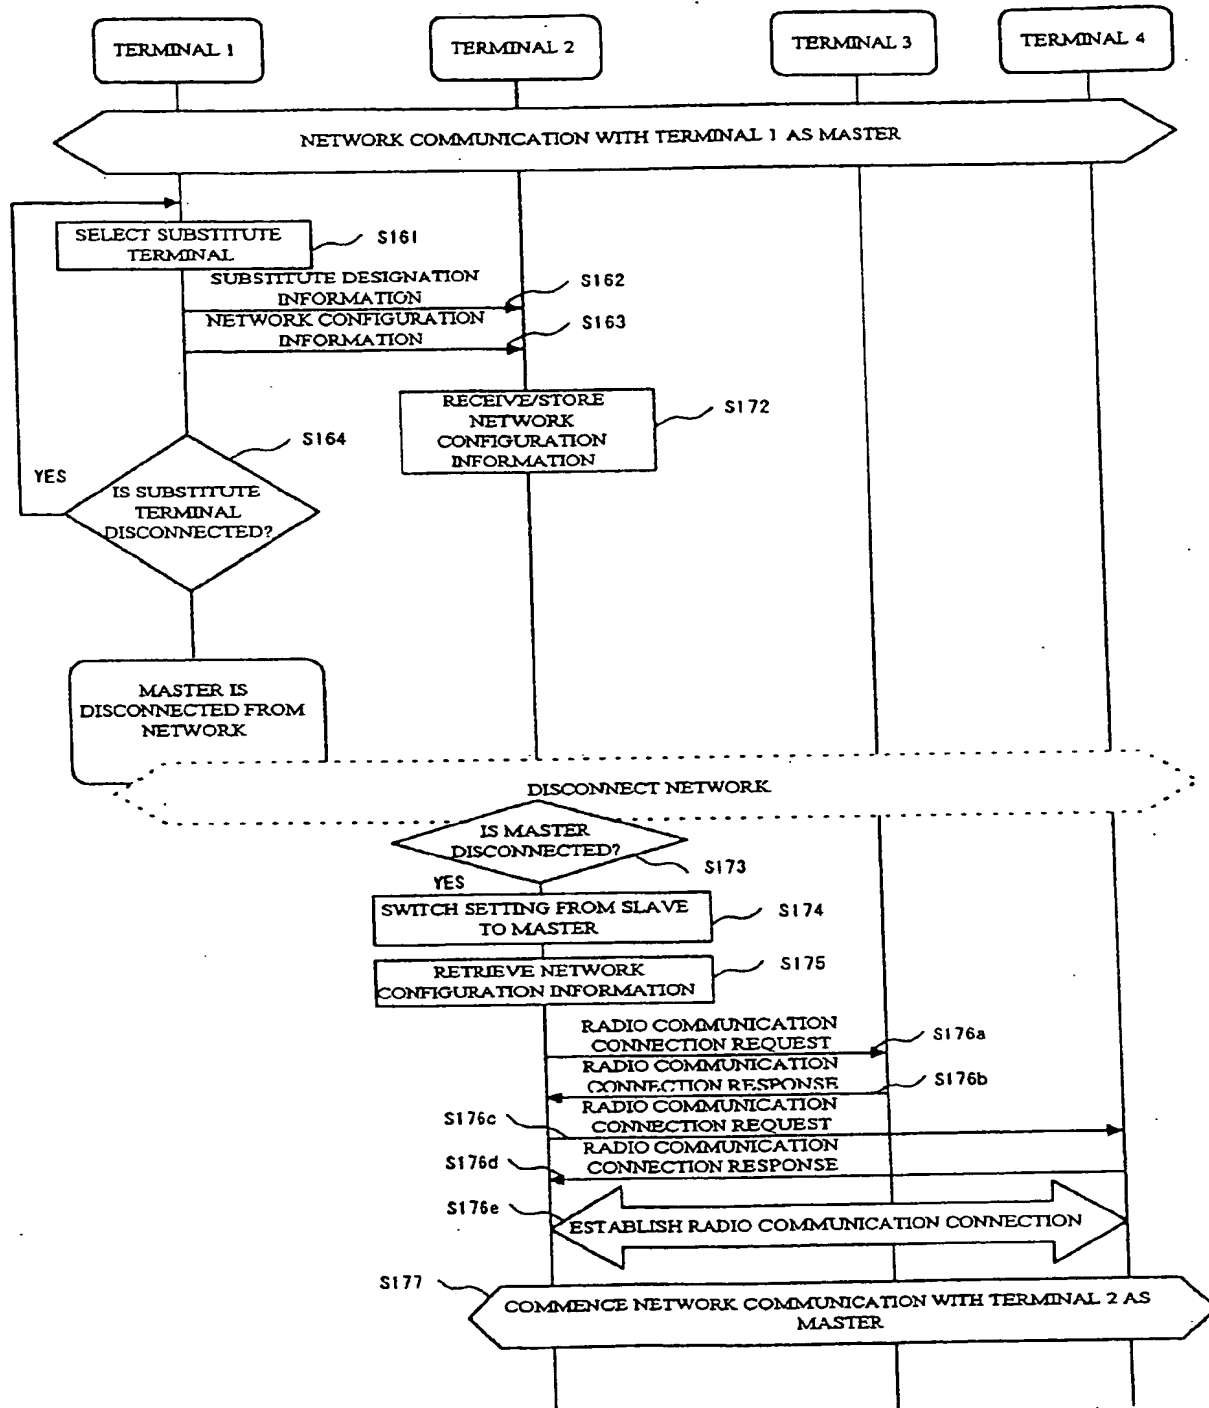 TERMINAL 1
TERMINAL 2
TERMINAL 3
TERMINAL 4
NETWORK COMMUNICATION WITH TERMINAL 1 AS MASTER
SELECT SUBSTITUTE
TERMINAL
S161
SUBSTITUTE DESIGNATION
INFORMATION
S162
NETWORK CONFIGURATION
INFORMATION
S163
RECEIVE/STORE
NETWORK
CONFIGURATION
INFORMATION
S172
S164
YES
IS SUBSTITUTE
TERMINAL
DISCONNECTED?
MASTER IS
DISCONNECTED FROM
NETWORK
DISCONNECT NETWORK
IS MASTER
DISCONNECTED?
S173
YES
SWITCH SETTING FROM SLAVE
TO MASTER
S174
RETRIEVE NETWORK
CONFIGURATION INFORMATION
S175
RADIO COMMUNICATION
CONNECTION REQUEST
S176a
RADIO COMMUNICATION
CONNECTION RESPONSE
S176b
RADIO COMMUNICATION
CONNECTION REQUEST
S176c
RADIO COMMUNICATION
CONNECTION RESPONSE
S176d
S176e
ESTABLISH RADIO COMMUNICATION CONNECTION
S177
COMMENCE NETWORK COMMUNICATION WITH TERMINAL 2 AS
MASTER